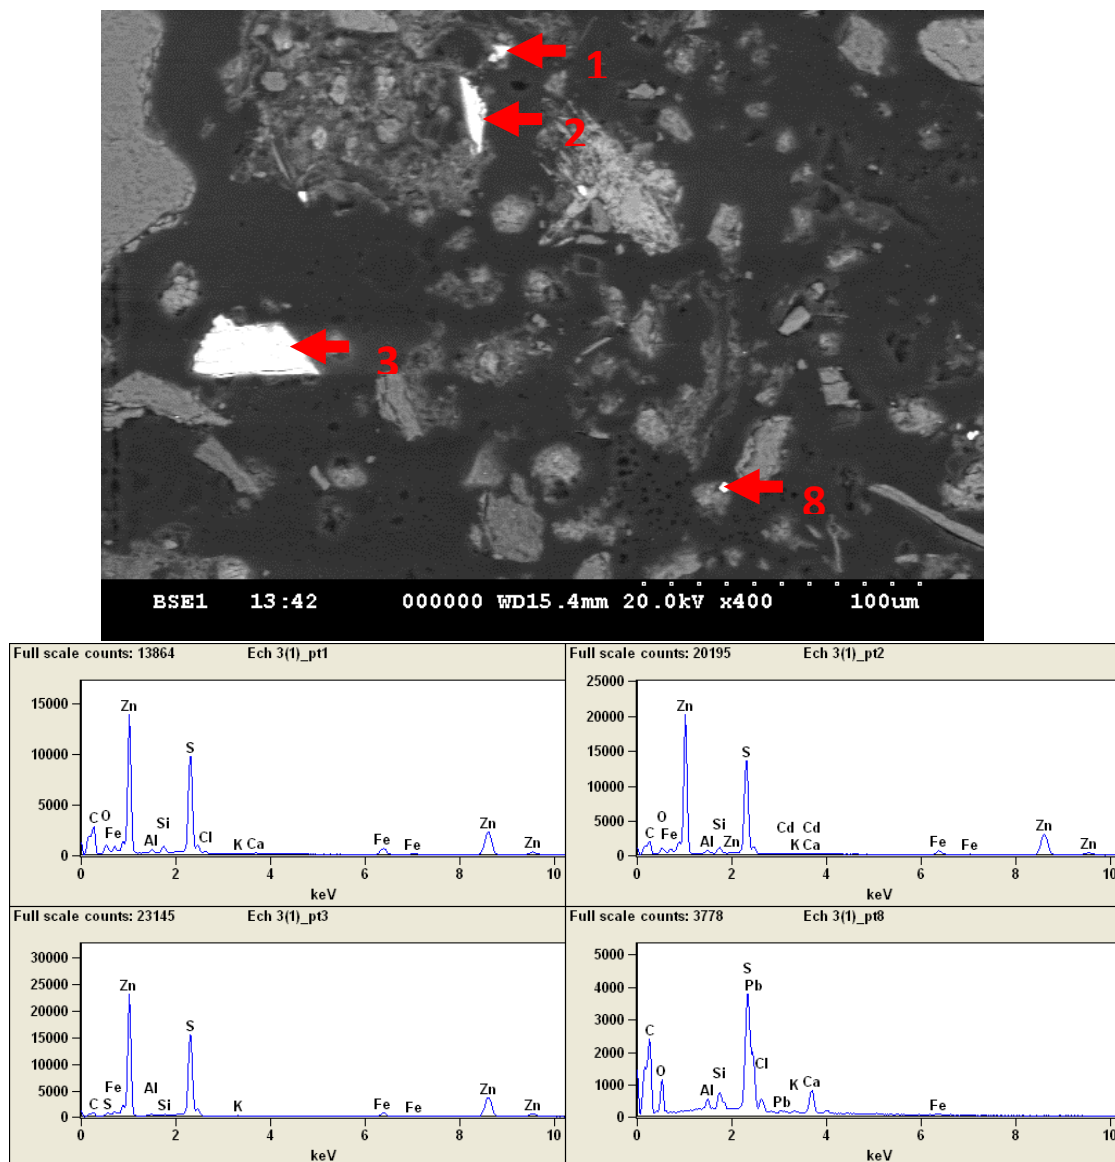 1
2
3
8
BSE1 13:42 000000 WD15.4mm 20.0kV x400 100um
Full scale counts: 13864 Ech 3(1)_pt1
15000
10000
5000
0
Zn
S
C O Fe Al Si Cl K Ca Fe Zn Zn
0 2 4 6 8 10
keV
Full scale counts: 20195 Ech 3(1)_pt2
25000
20000
15000
10000
5000
0
Zn
S
C O Fe Al Si Zn Cd Cd K Ca Fe Fe Zn Zn
0 2 4 6 8 10
keV
Full scale counts: 23145 Ech 3(1)_pt3
30000
25000
20000
15000
10000
5000
0
Zn
S
C S Fe Al Si K Fe Fe Zn Zn
0 2 4 6 8 10
keV
Full scale counts: 3778 Ech 3(1)_pt8
5000
4000
3000
2000
1000
0
S
Pb
C O Al Si Cl Pb K Ca Fe
0 2 4 6 8 10
keV